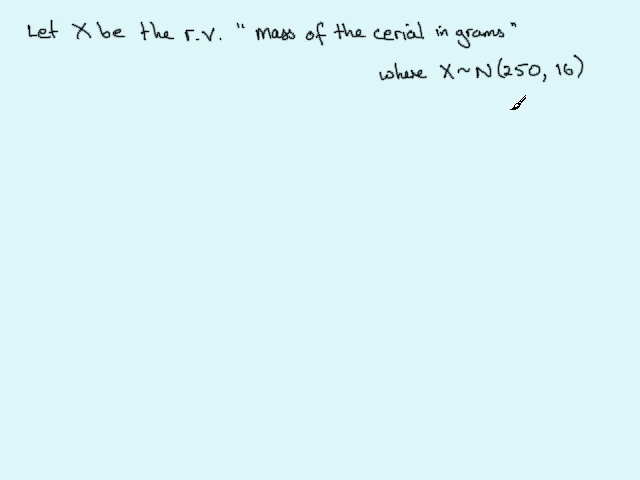 Let X be the r.v. "mass of the cerial in grams"
where X~N(250, 16)